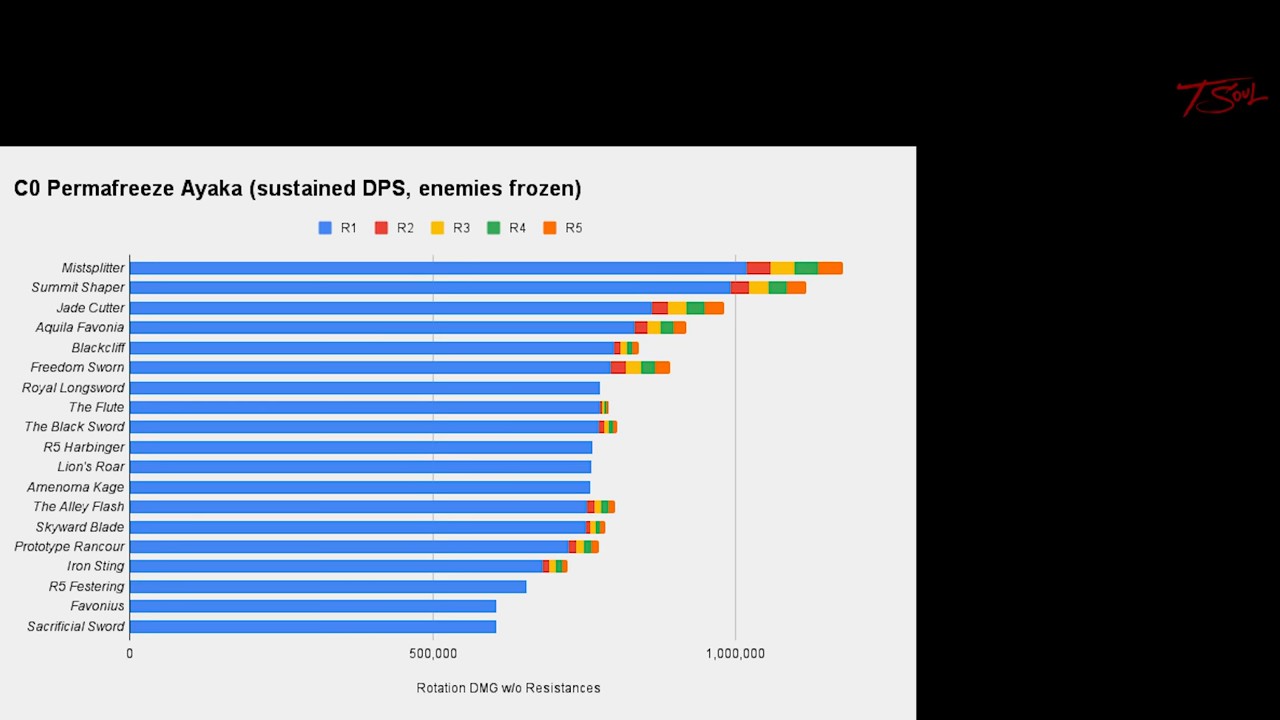 TSoul
C0 Permafreeze Ayaka (sustained DPS, enemies frozen)
R1 R2 R3 R4 R5
Mistsplitter
Summit Shaper
Jade Cutter
Aquila Favonia
Blackcliff
Freedom Sworn
Royal Longsword
The Flute
The Black Sword
R5 Harbinger
Lion's Roar
Amenoma Kage
The Alley Flash
Skyward Blade
Prototype Rancour
Iron Sting
R5 Festering
Favonius
Sacrificial Sword
0 500,000 1,000,000
Rotation DMG w/o Resistances